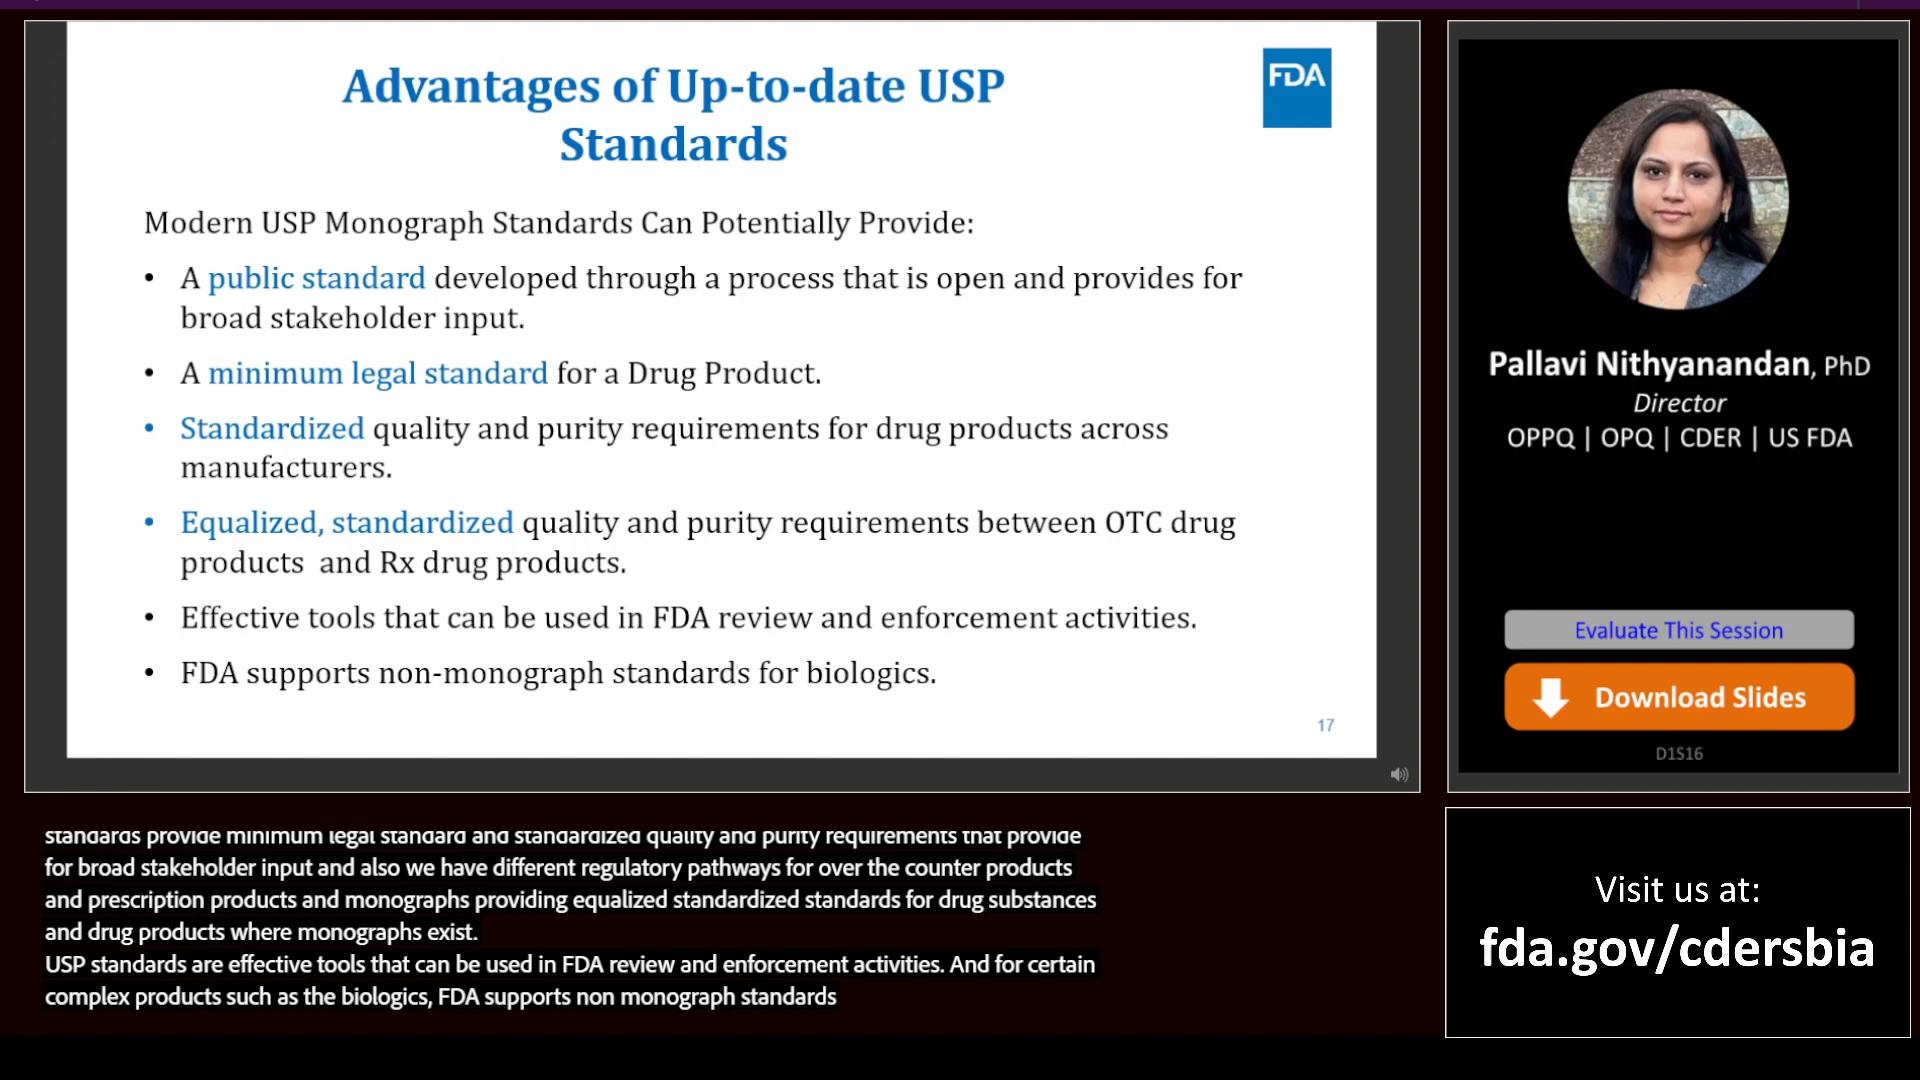 Advantages of Up-to-date USP
Standards
FDA
Modern USP Monograph Standards Can Potentially Provide:
• A public standard developed through a process that is open and provides for
broad stakeholder input.
• A minimum legal standard for a Drug Product.
• Standardized quality and purity requirements for drug products across
manufacturers.
• Equalized, standardized quality and purity requirements between OTC drug
products  and Rx drug products.
• Effective tools that can be used in FDA review and enforcement activities.
• FDA supports non-monograph standards for biologics.
17
Pallavi Nithyanandan, PhD
Director
OPPQ | OPQ | CDER | US FDA
Evaluate This Session
Download Slides
D1S16
standards provide minimum legal standard and standardized quality and purity requirements that provide
for broad stakeholder input and also we have different regulatory pathways for over the counter products
and prescription products and monographs providing equalized standardized standards for drug substances
and drug products where monographs exist.
USP standards are effective tools that can be used in FDA review and enforcement activities. And for certain
complex products such as the biologics, FDA supports non monograph standards
Visit us at:
fda.gov/cdersbia